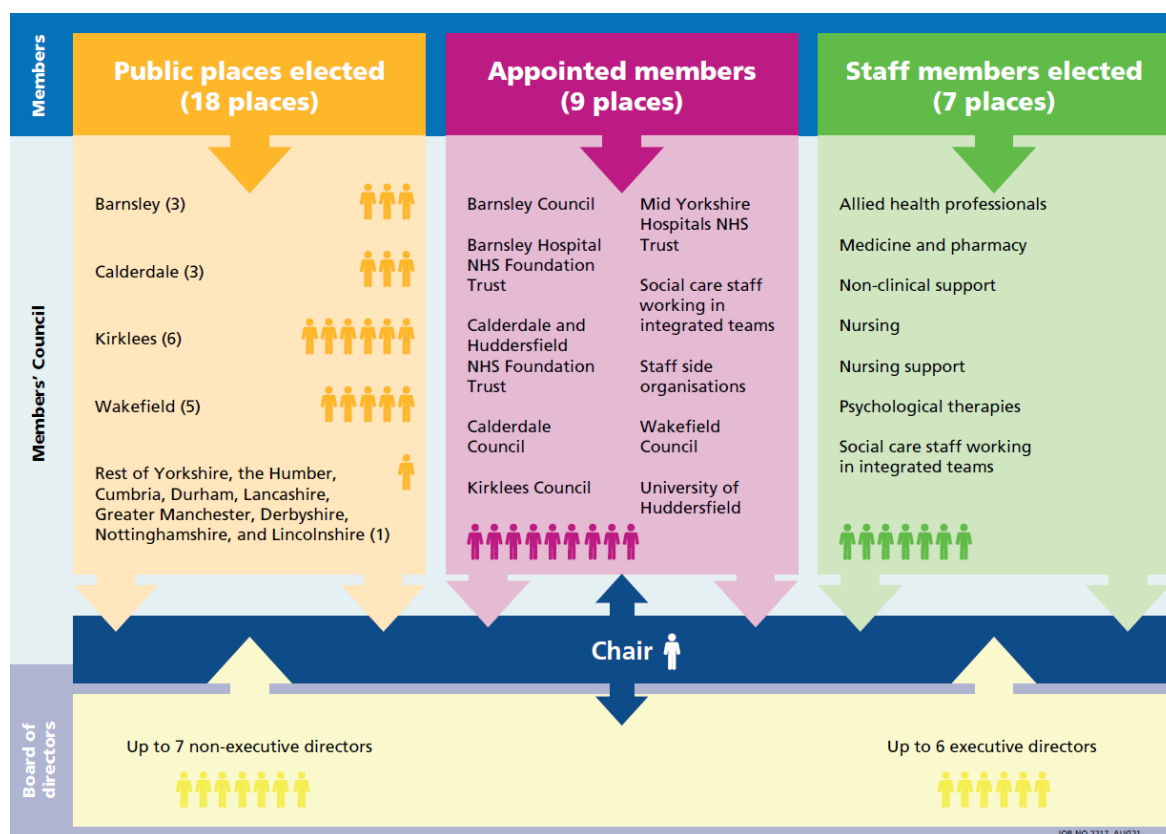 Members
Public places elected
(18 places)
Appointed members
(9 places)
Staff members elected
(7 places)
Members' Council
Barnsley (3)
Calderdale (3)
Kirklees (6)
Wakefield (5)
Rest of Yorkshire, the Humber,
Cumbria, Durham, Lancashire,
Greater Manchester, Derbyshire,
Nottinghamshire, and Lincolnshire (1)
Barnsley Council
Barnsley Hospital
NHS Foundation
Trust
Calderdale and
Huddersfield
NHS Foundation
Trust
Calderdale
Council
Kirklees Council
Mid Yorkshire
Hospitals NHS
Trust
Social care staff
working in
integrated teams
Staff side
organisations
Wakefield
Council
University of
Huddersfield
Allied health professionals
Medicine and pharmacy
Non-clinical support
Nursing
Nursing support
Psychological therapies
Social care staff working
in integrated teams
Chair
Board of
directors
Up to 7 non-executive directors
Up to 6 executive directors
JOB NO 2217 AUG21